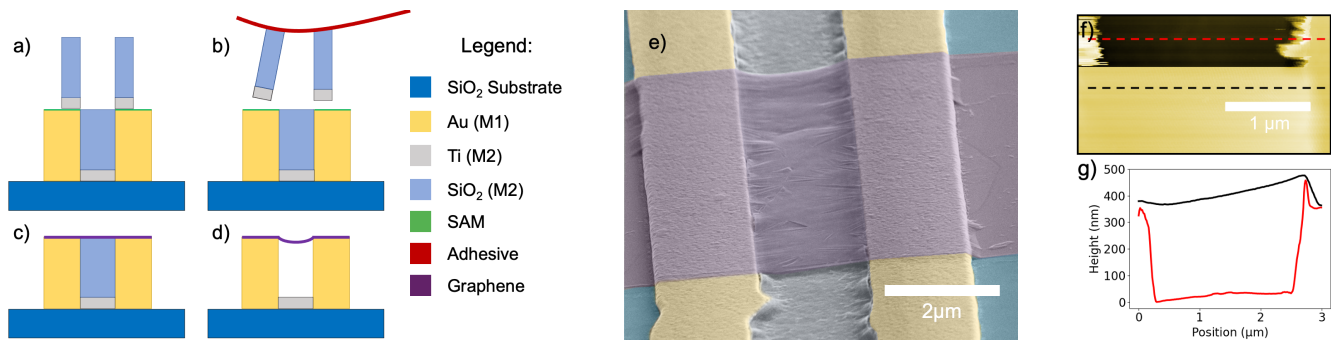 a)
b)
Legend:
SiO₂ Substrate
Au (M1)
Ti (M2)
SiO₂ (M2)
SAM
Adhesive
Graphene
c)
d)
e)
2μm
f)
1 μm
g)
500
400
300
200
100
0
Height (nm)
0
1
2
3
Position (μm)